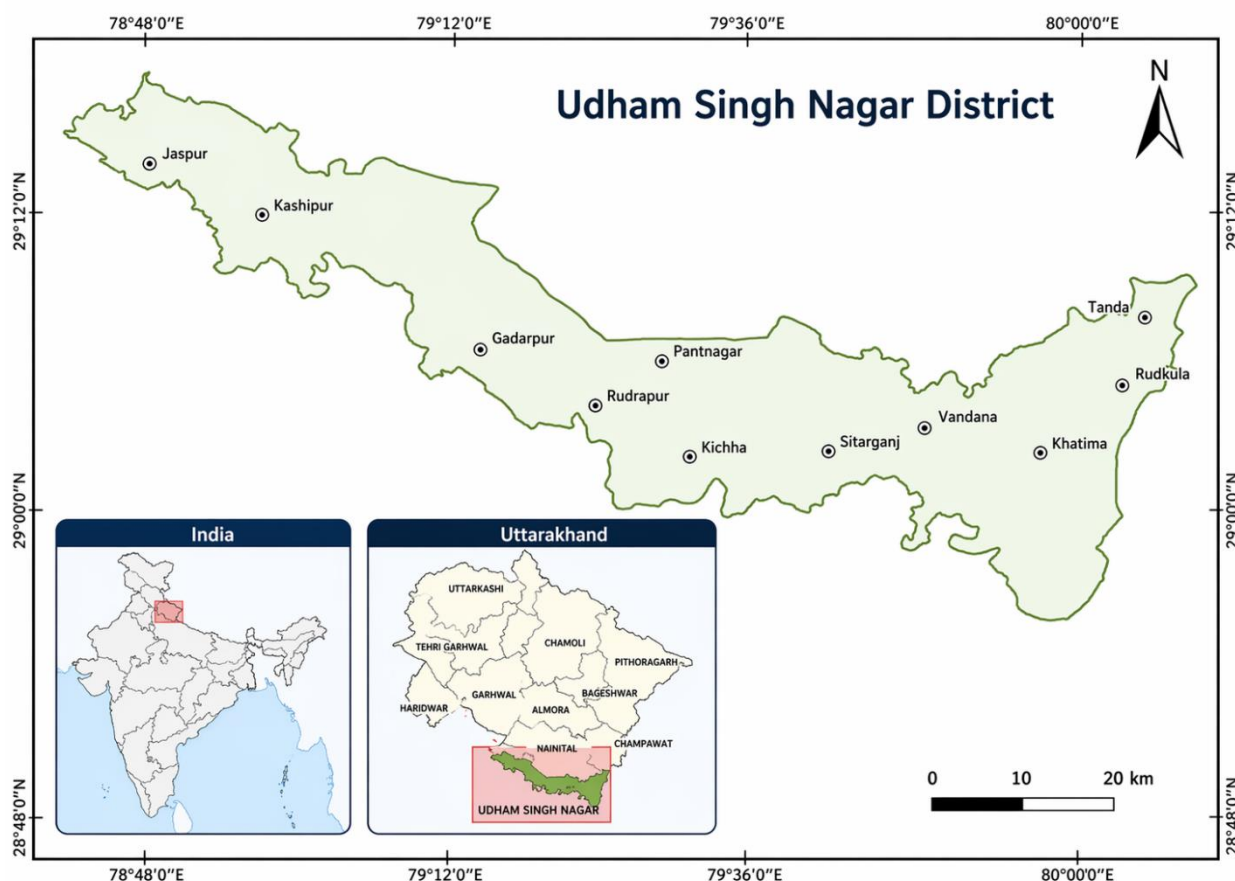 78°48'0"E 79°12'0"E 79°36'0"E 80°00'0"E
Udham Singh Nagar District
N
Jaspur
Kashipur
29°12'0"N
29°12'0"N
Tanda
Gadarpur
Pantnagar
Rudkula
Rudrapur
Vandana
Kichha
Sitarganj
Khatima
29°00'0"N
29°00'0"N
India
Uttarakhand
UTTARKASHI
TEHRI GARHWAL
CHAMOLI
PITHORAGARH
GARHWAL
BAGESHWAR
HARIDWAR
ALMORA
NAINITAL
CHAMPAWAT
UDHAM SINGH NAGAR
0 10 20 km
28°48'0"N
28°48'0"N
78°48'0"E 79°12'0"E 79°36'0"E 80°00'0"E